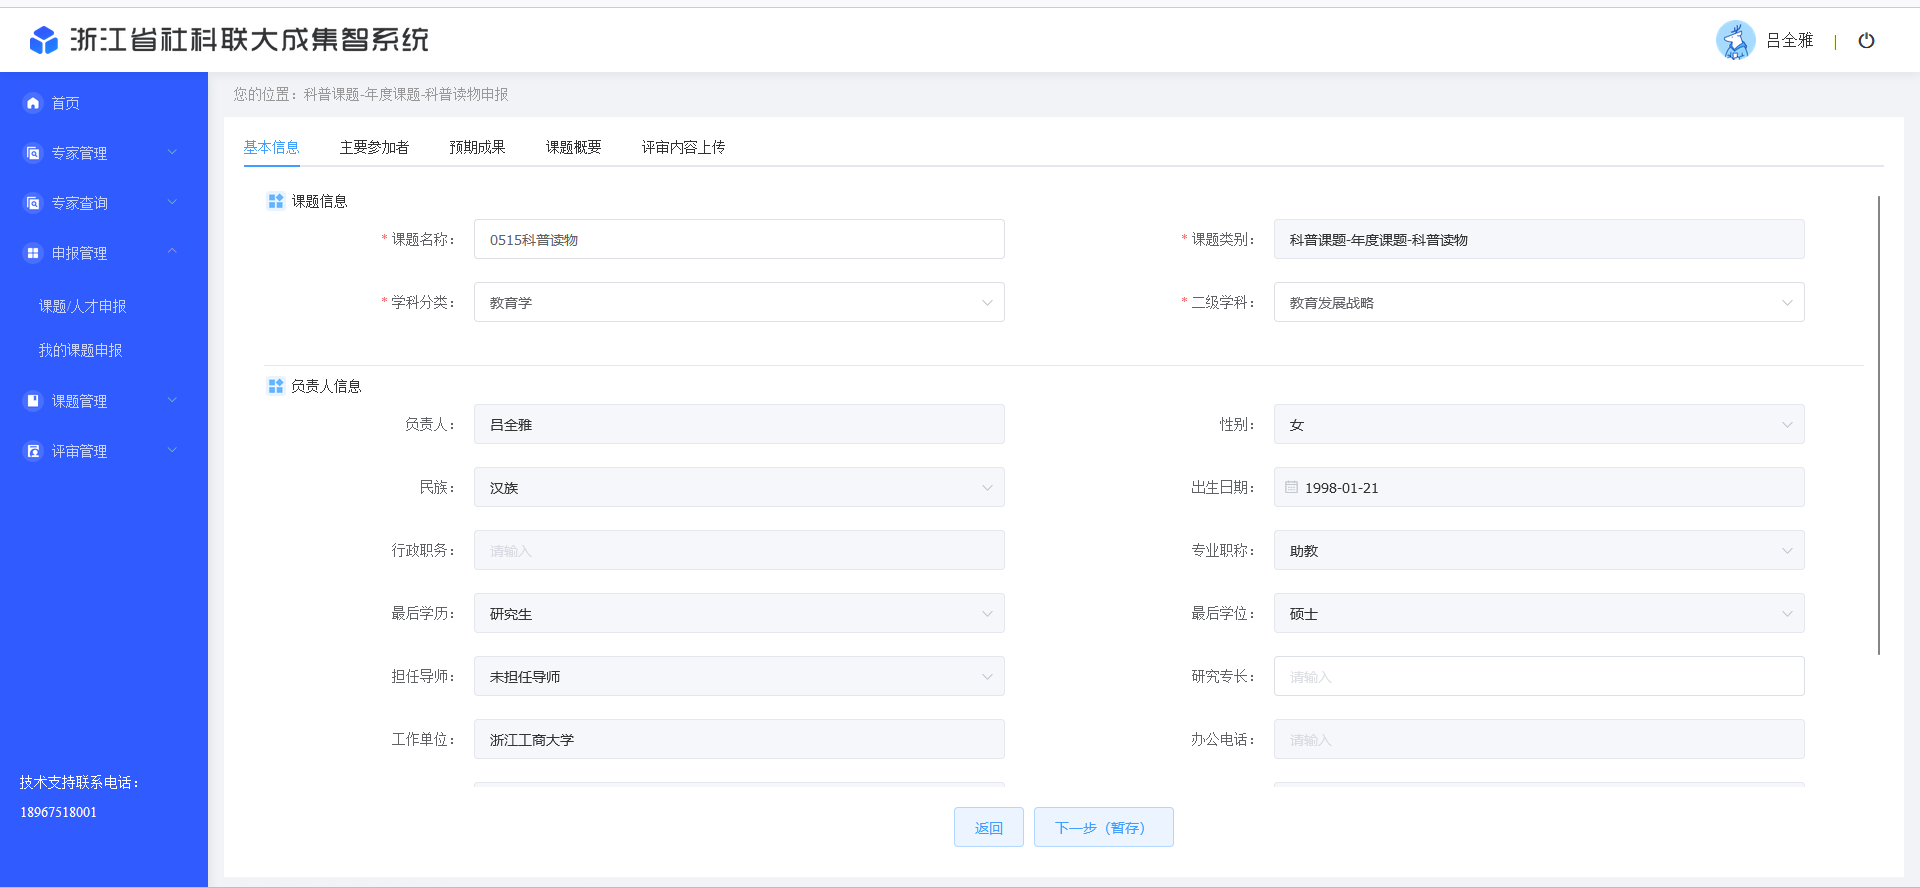 浙江省社科联大成集智系统
吕全雅 |
首页
专家管理
专家查询
申报管理
课题/人才申报
我的课题申报
课题管理
评审管理
技术支持联系电话：
18967518001
您的位置：科普课题-年度课题-科普读物申报
基本信息 主要参加者 预期成果 课题概要 评审内容上传
课题信息
* 课题名称： 0515科普读物 * 课题类别： 科普课题-年度课题-科普读物
* 学科分类： 教育学 * 二级学科： 教育发展战略
负责人信息
负责人： 吕全雅 性别： 女
民族： 汉族 出生日期： 1998-01-21
行政职务： 请输入 专业职称： 助教
最后学历： 研究生 最后学位： 硕士
担任导师： 未担任导师 研究专长： 请输入
工作单位： 浙江工商大学 办公电话： 请输入
返回 下一步（暂存）